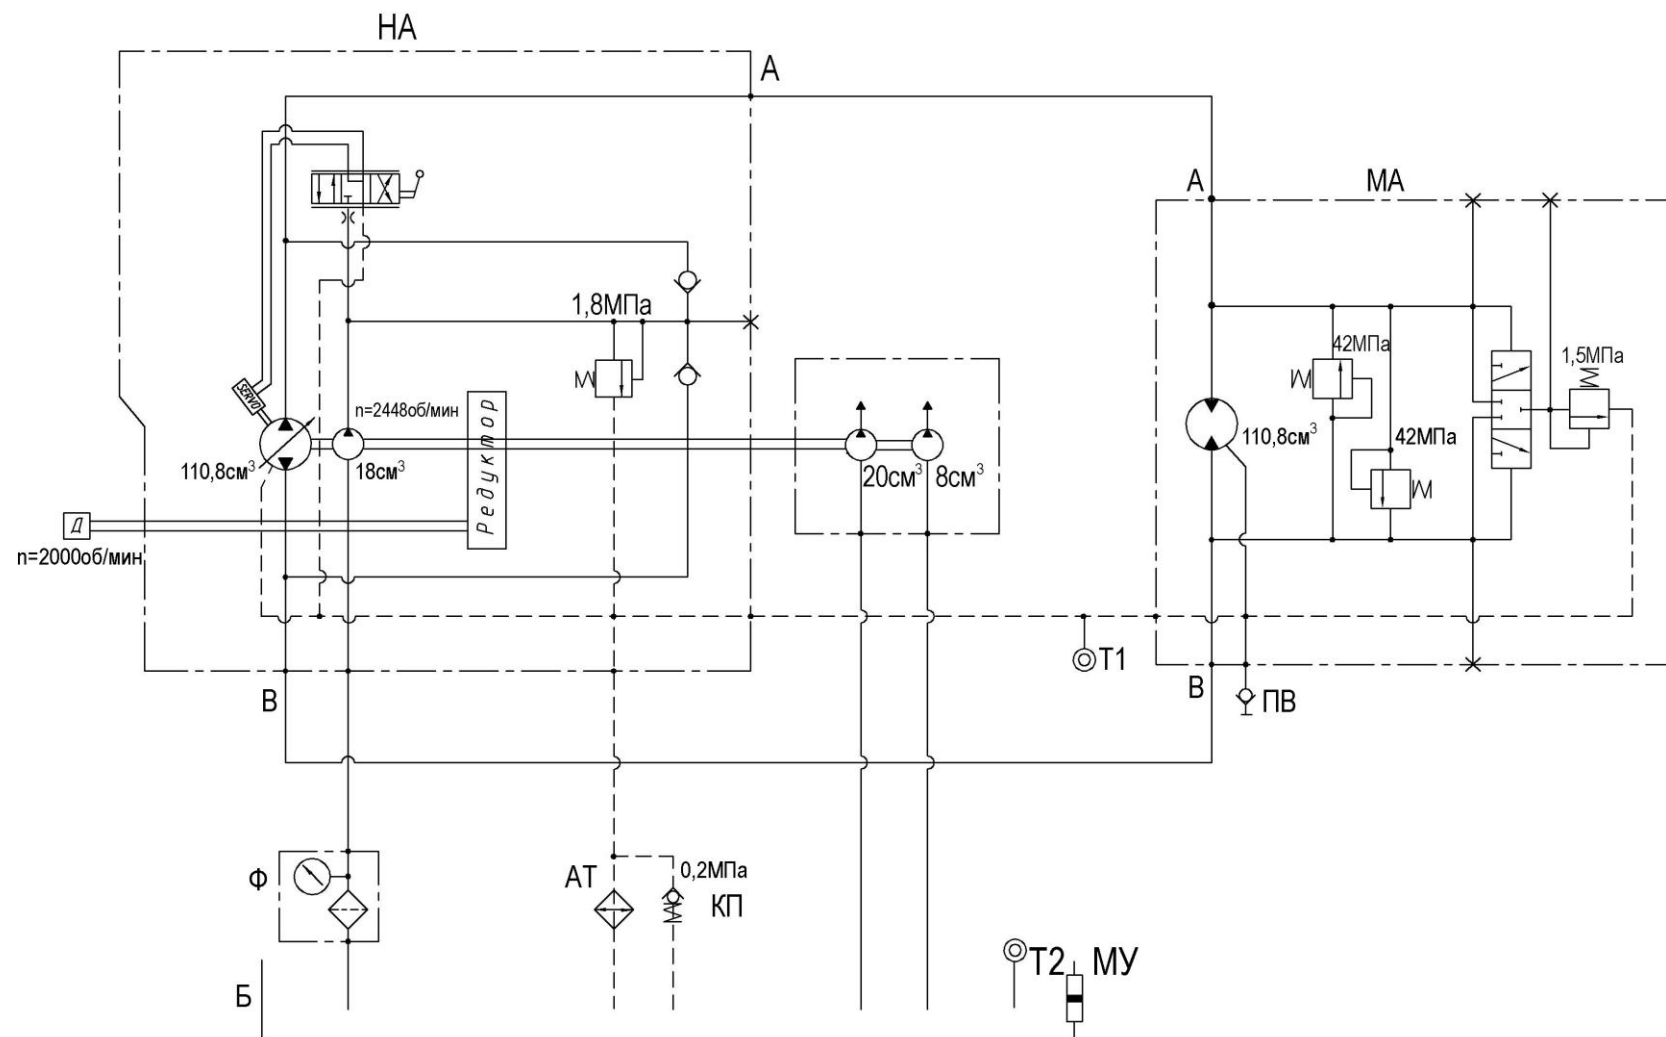 НА
А
А
МА
1,8МПа
42МПа
1,5МПа
SERVO
n=2448об/мин
Редуктор
42МПа
110,8см³
110,8см³
18см³
20см³
8см³
Д
n=2000об/мин
Т1
В
В
ПВ
Ф
АТ
0,2МПа
КП
Т2
МУ
Б